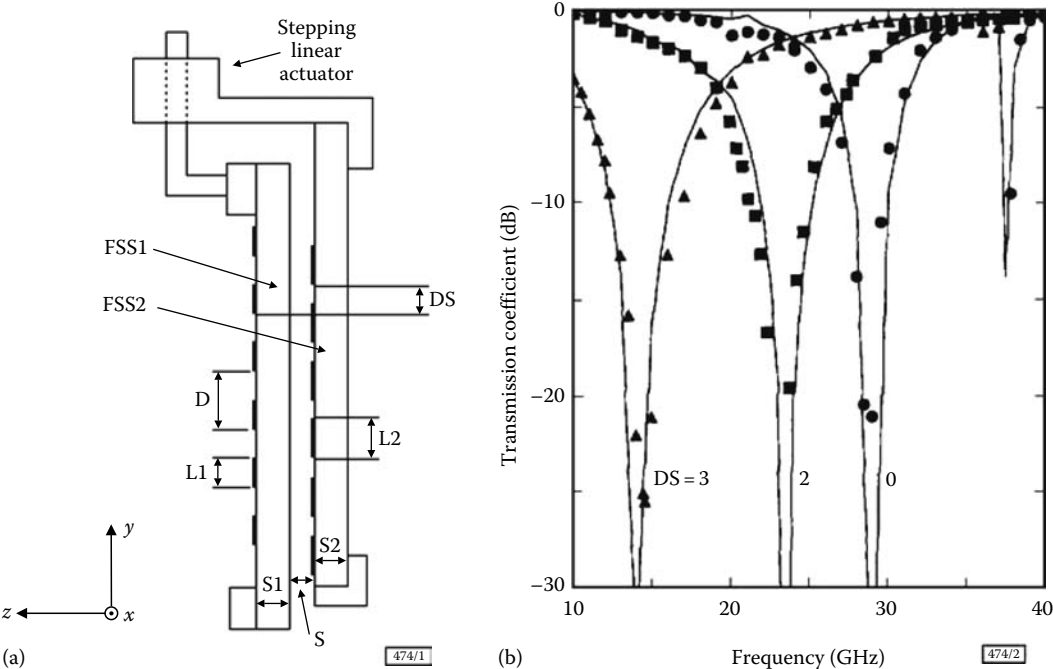 Stepping
linear
actuator
FSS1
FSS2
DS
D
L2
L1
y
S2
S1
z
x
S
(a)
474/1
Transmission coefficient (dB)
–0
–10
–20
–30
DS = 3
2
0
10
20
30
40
(b)
Frequency (GHz)
474/2